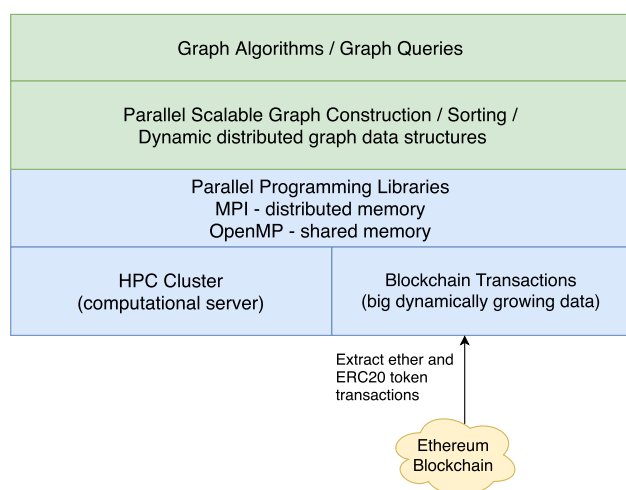 Graph Algorithms / Graph Queries
Parallel Scalable Graph Construction / Sorting /
Dynamic distributed graph data structures
Parallel Programming Libraries
MPI - distributed memory
OpenMP - shared memory
HPC Cluster
(computational server)
Blockchain Transactions
(big dynamically growing data)
Extract ether and
ERC20 token
transactions
Ethereum
Blockchain